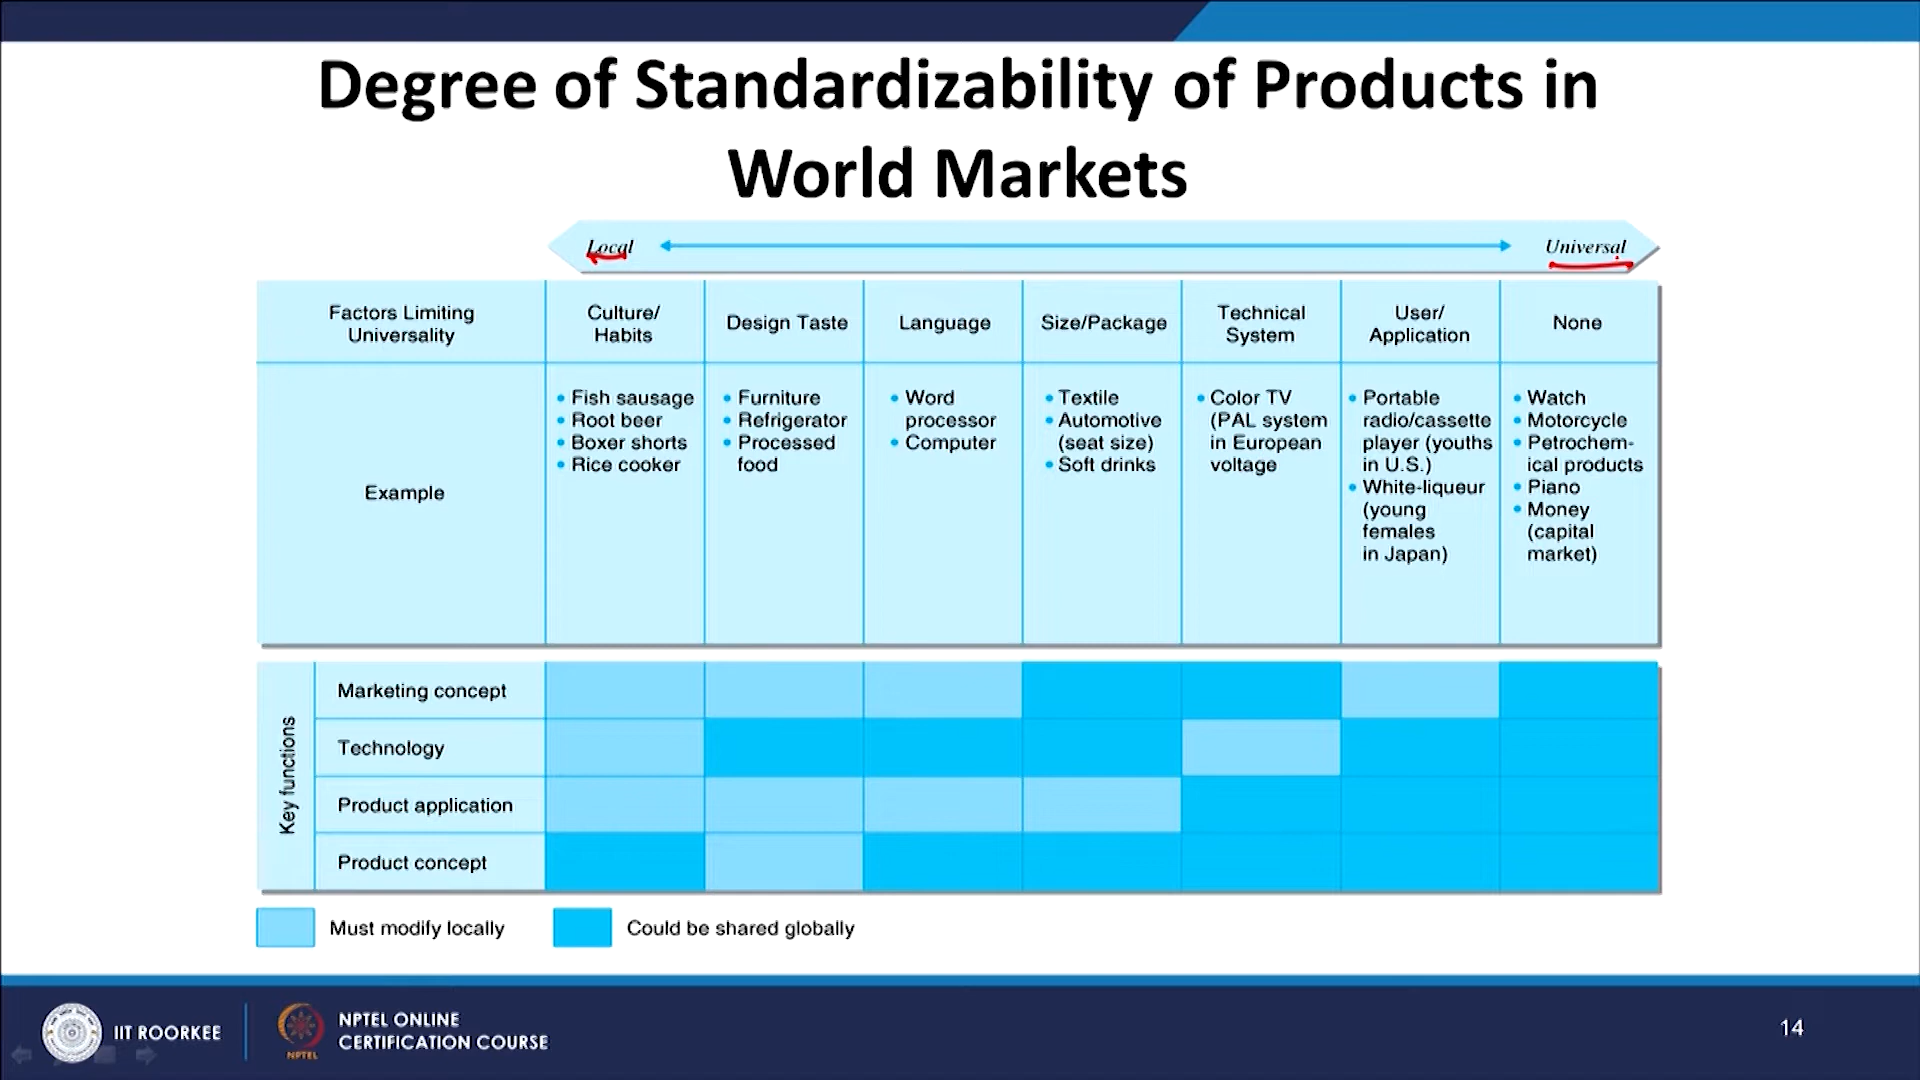 Degree of Standardizability of Products in
World Markets
Local
Universal
Factors Limiting
Universality
Culture/
Habits
Design Taste
Language
Size/Package
Technical
System
User/
Application
None
Example
• Fish sausage
• Root beer
• Boxer shorts
• Rice cooker
• Furniture
• Refrigerator
• Processed
food
• Word
processor
• Computer
• Textile
• Automotive
(seat size)
• Soft drinks
• Color TV
(PAL system
in European
voltage
• Portable
radio/cassette
player (youths
in U.S.)
• White-liqueur
(young
females
in Japan)
• Watch
• Motorcycle
• Petrochem-
ical products
• Piano
• Money
(capital
market)
Key functions
Marketing concept
Technology
Product application
Product concept
Must modify locally
Could be shared globally
IIT ROORKEE
NPTEL
NPTEL ONLINE
CERTIFICATION COURSE
14